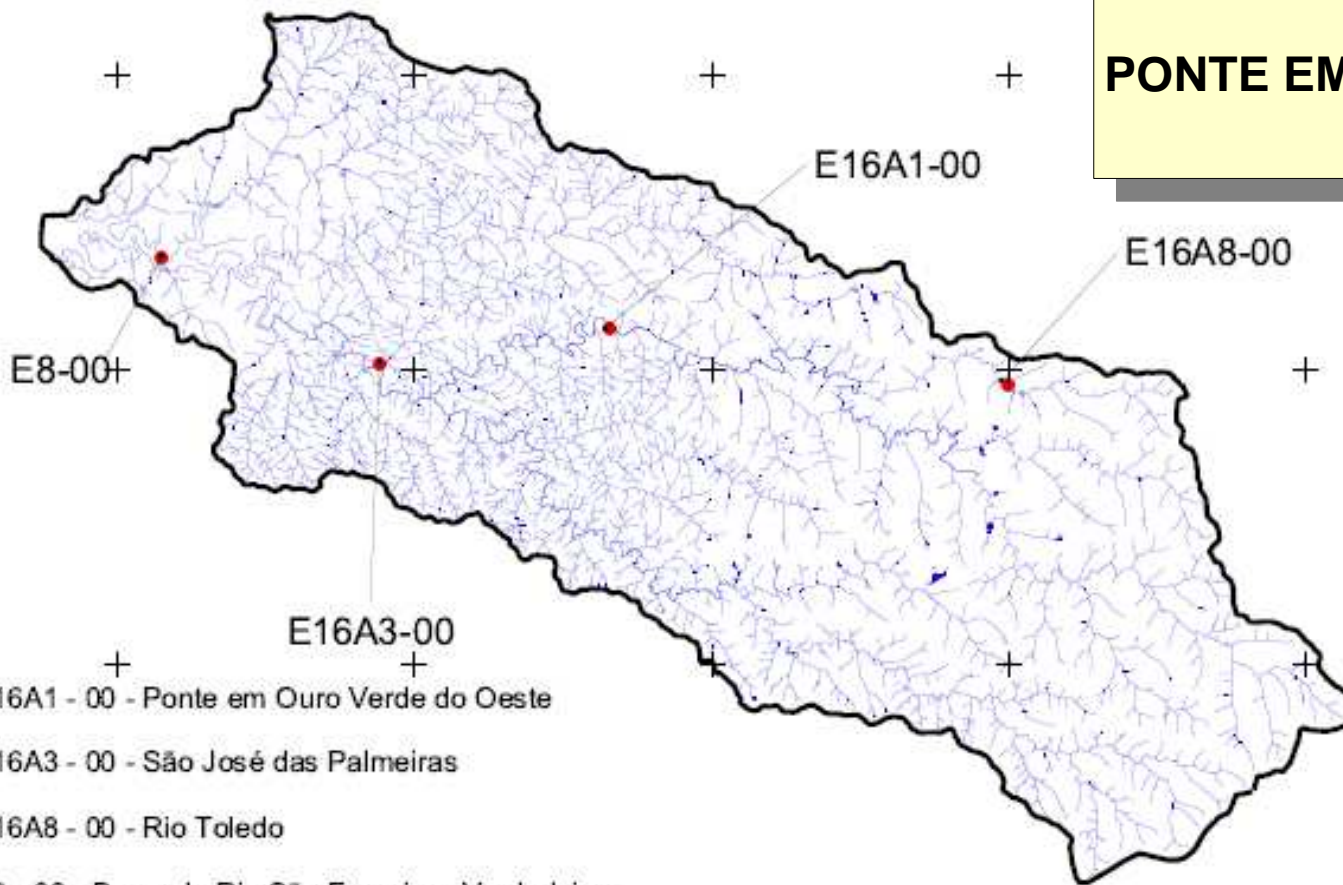 PONTE EM
E16A1-00
E16A8-00
E8-00
E16A3-00
16A1 - 00 - Ponte em Ouro Verde do Oeste
16A3 - 00 - São José das Palmeiras
16A8 - 00 - Rio Toledo